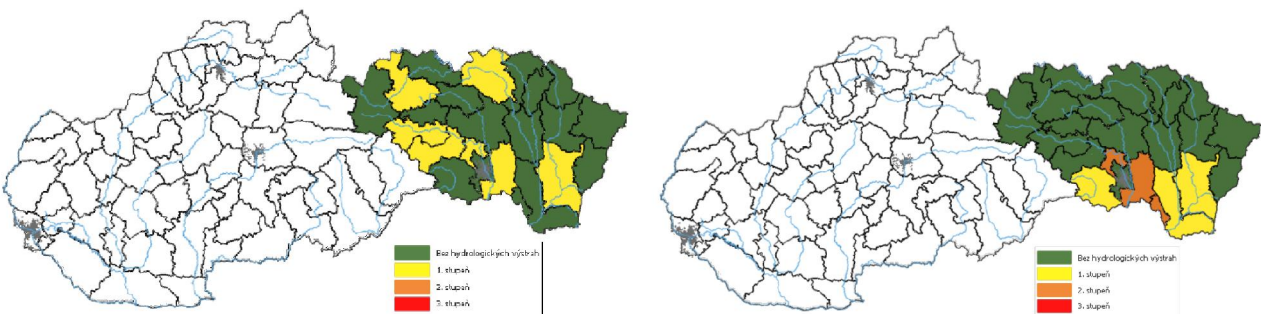 Bez hydrologických výstrah
1. stupeň
2. stupeň
3. stupeň
Bez hydrologických výstrah
1. stupeň
2. stupeň
3. stupeň